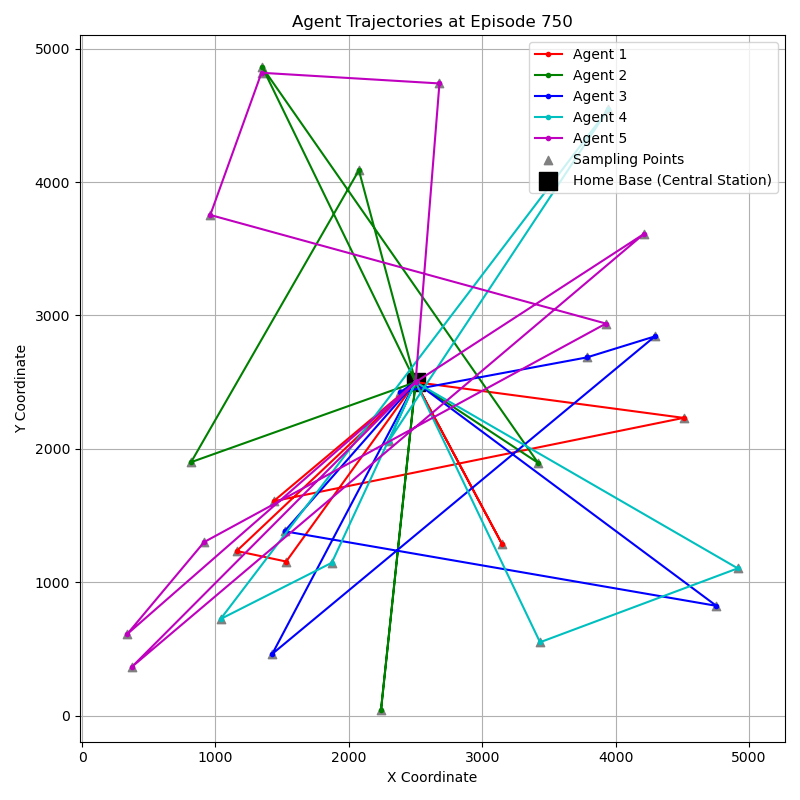 Agent Trajectories at Episode 750
Y Coordinate
5000
4000
3000
2000
1000
0
Agent 1
Agent 2
Agent 3
Agent 4
Agent 5
Sampling Points
Home Base (Central Station)
0 1000 2000 3000 4000 5000
X Coordinate